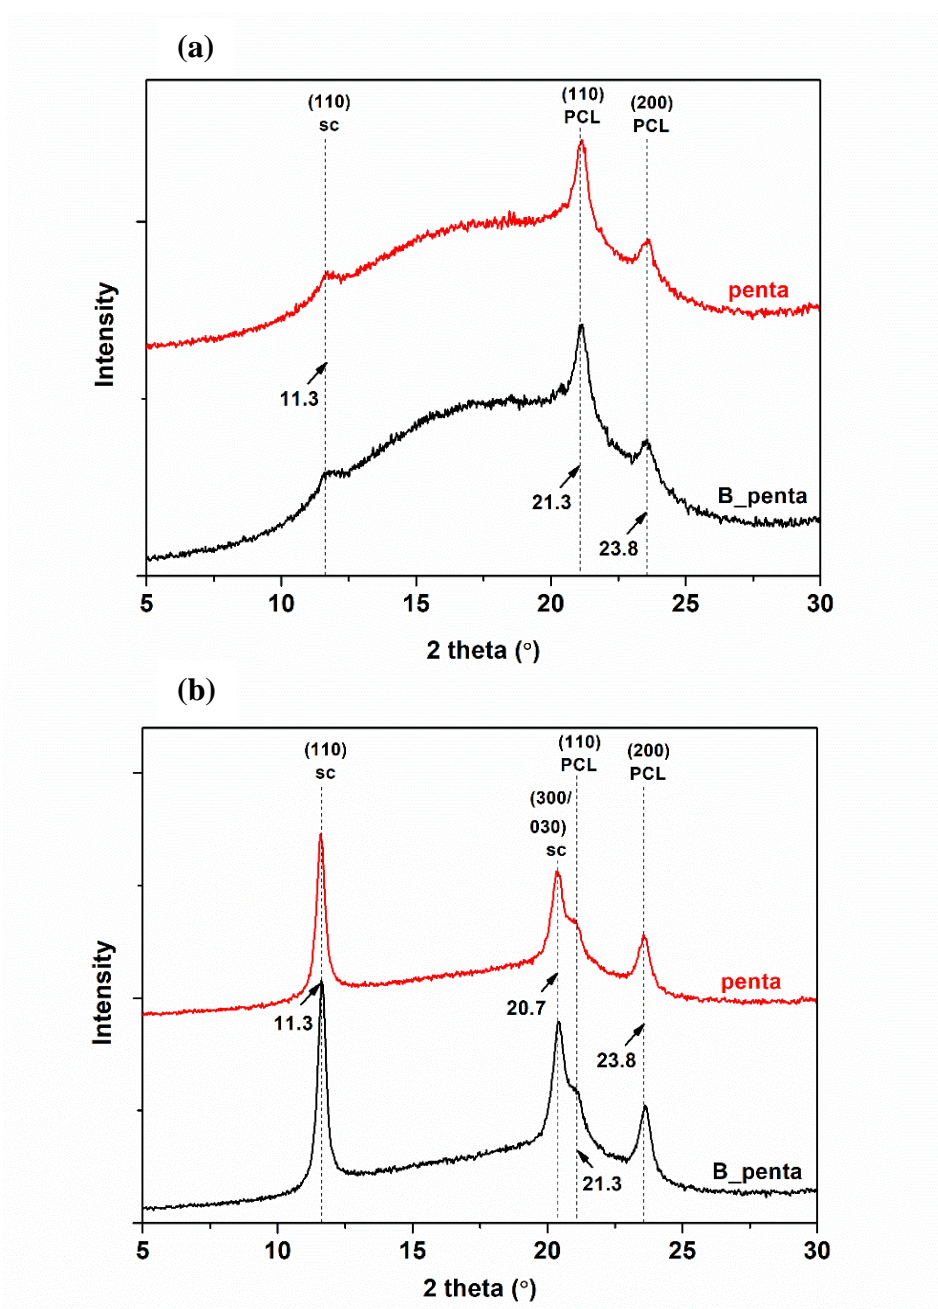 (a)
(110)
sc
(110)
PCL
(200)
PCL
penta
11.3
21.3
B_penta
23.8
Intensity
5 10 15 20 25 30
2 theta (°)
(b)
(110)
sc
(110)
PCL
(200)
PCL
(300/
030)
sc
penta
11.3
20.7
23.8
B_penta
21.3
Intensity
5 10 15 20 25 30
2 theta (°)